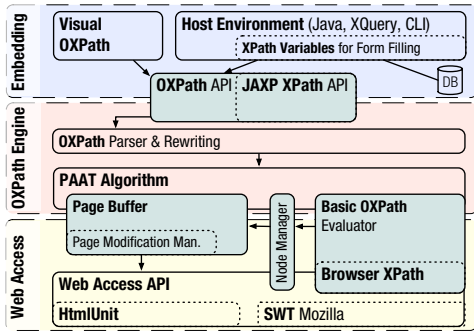 Embedding
Visual
OXPath
Host Environment (Java, XQuery, CLI)
XPath Variables for Form Filling
DB
OXPath API
JAXP XPath API
OXPath Engine
OXPath Parser & Rewriting
PAAT Algorithm
Page Buffer
Page Modification Man.
Node Manager
Basic OXPath
Evaluator
Browser XPath
Web Access
Web Access API
HtmlUnit
SWT Mozilla